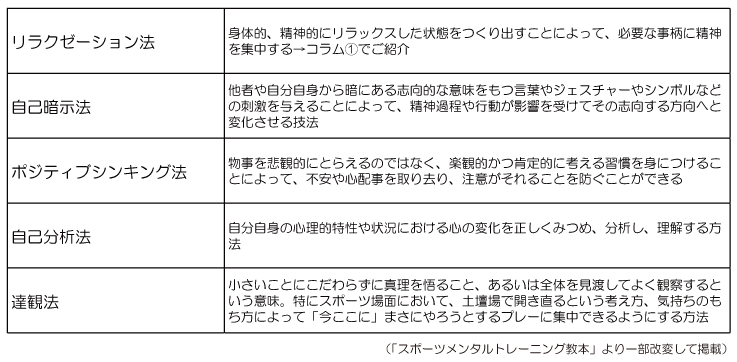 リラクゼーション法
身体的、精神的にリラックスした状態をつくり出すことによって、必要な事柄に精神
を集中する→コラム①でご紹介
自己暗示法
他者や自分自身から暗にある志向的な意味をもつ言葉やジェスチャーやシンボルなど
の刺激を与えることによって、精神過程や行動が影響を受けてその志向する方向へと
変化させる技法
ポジティブシンキング法
物事を悲観的にとらえるのではなく、楽観的かつ肯定的に考える習慣を身につけるこ
とによって、不安や心配事を取り去り、注意がそれることを防ぐことができる
自己分析法
自分自身の心理的特性や状況における心の変化を正しくみつめ、分析し、理解する方
法
達観法
小さいことにこだわらずに真理を悟ること、あるいは全体を見渡してよく観察すると
いう意味。特にスポーツ場面において、土壇場で開き直るという考え方、気持ちのも
ち方によって「今ここに」まさにやろうとするプレーに集中できるようにする方法
（「スポーツメンタルトレーニング教本」より一部改変して掲載）